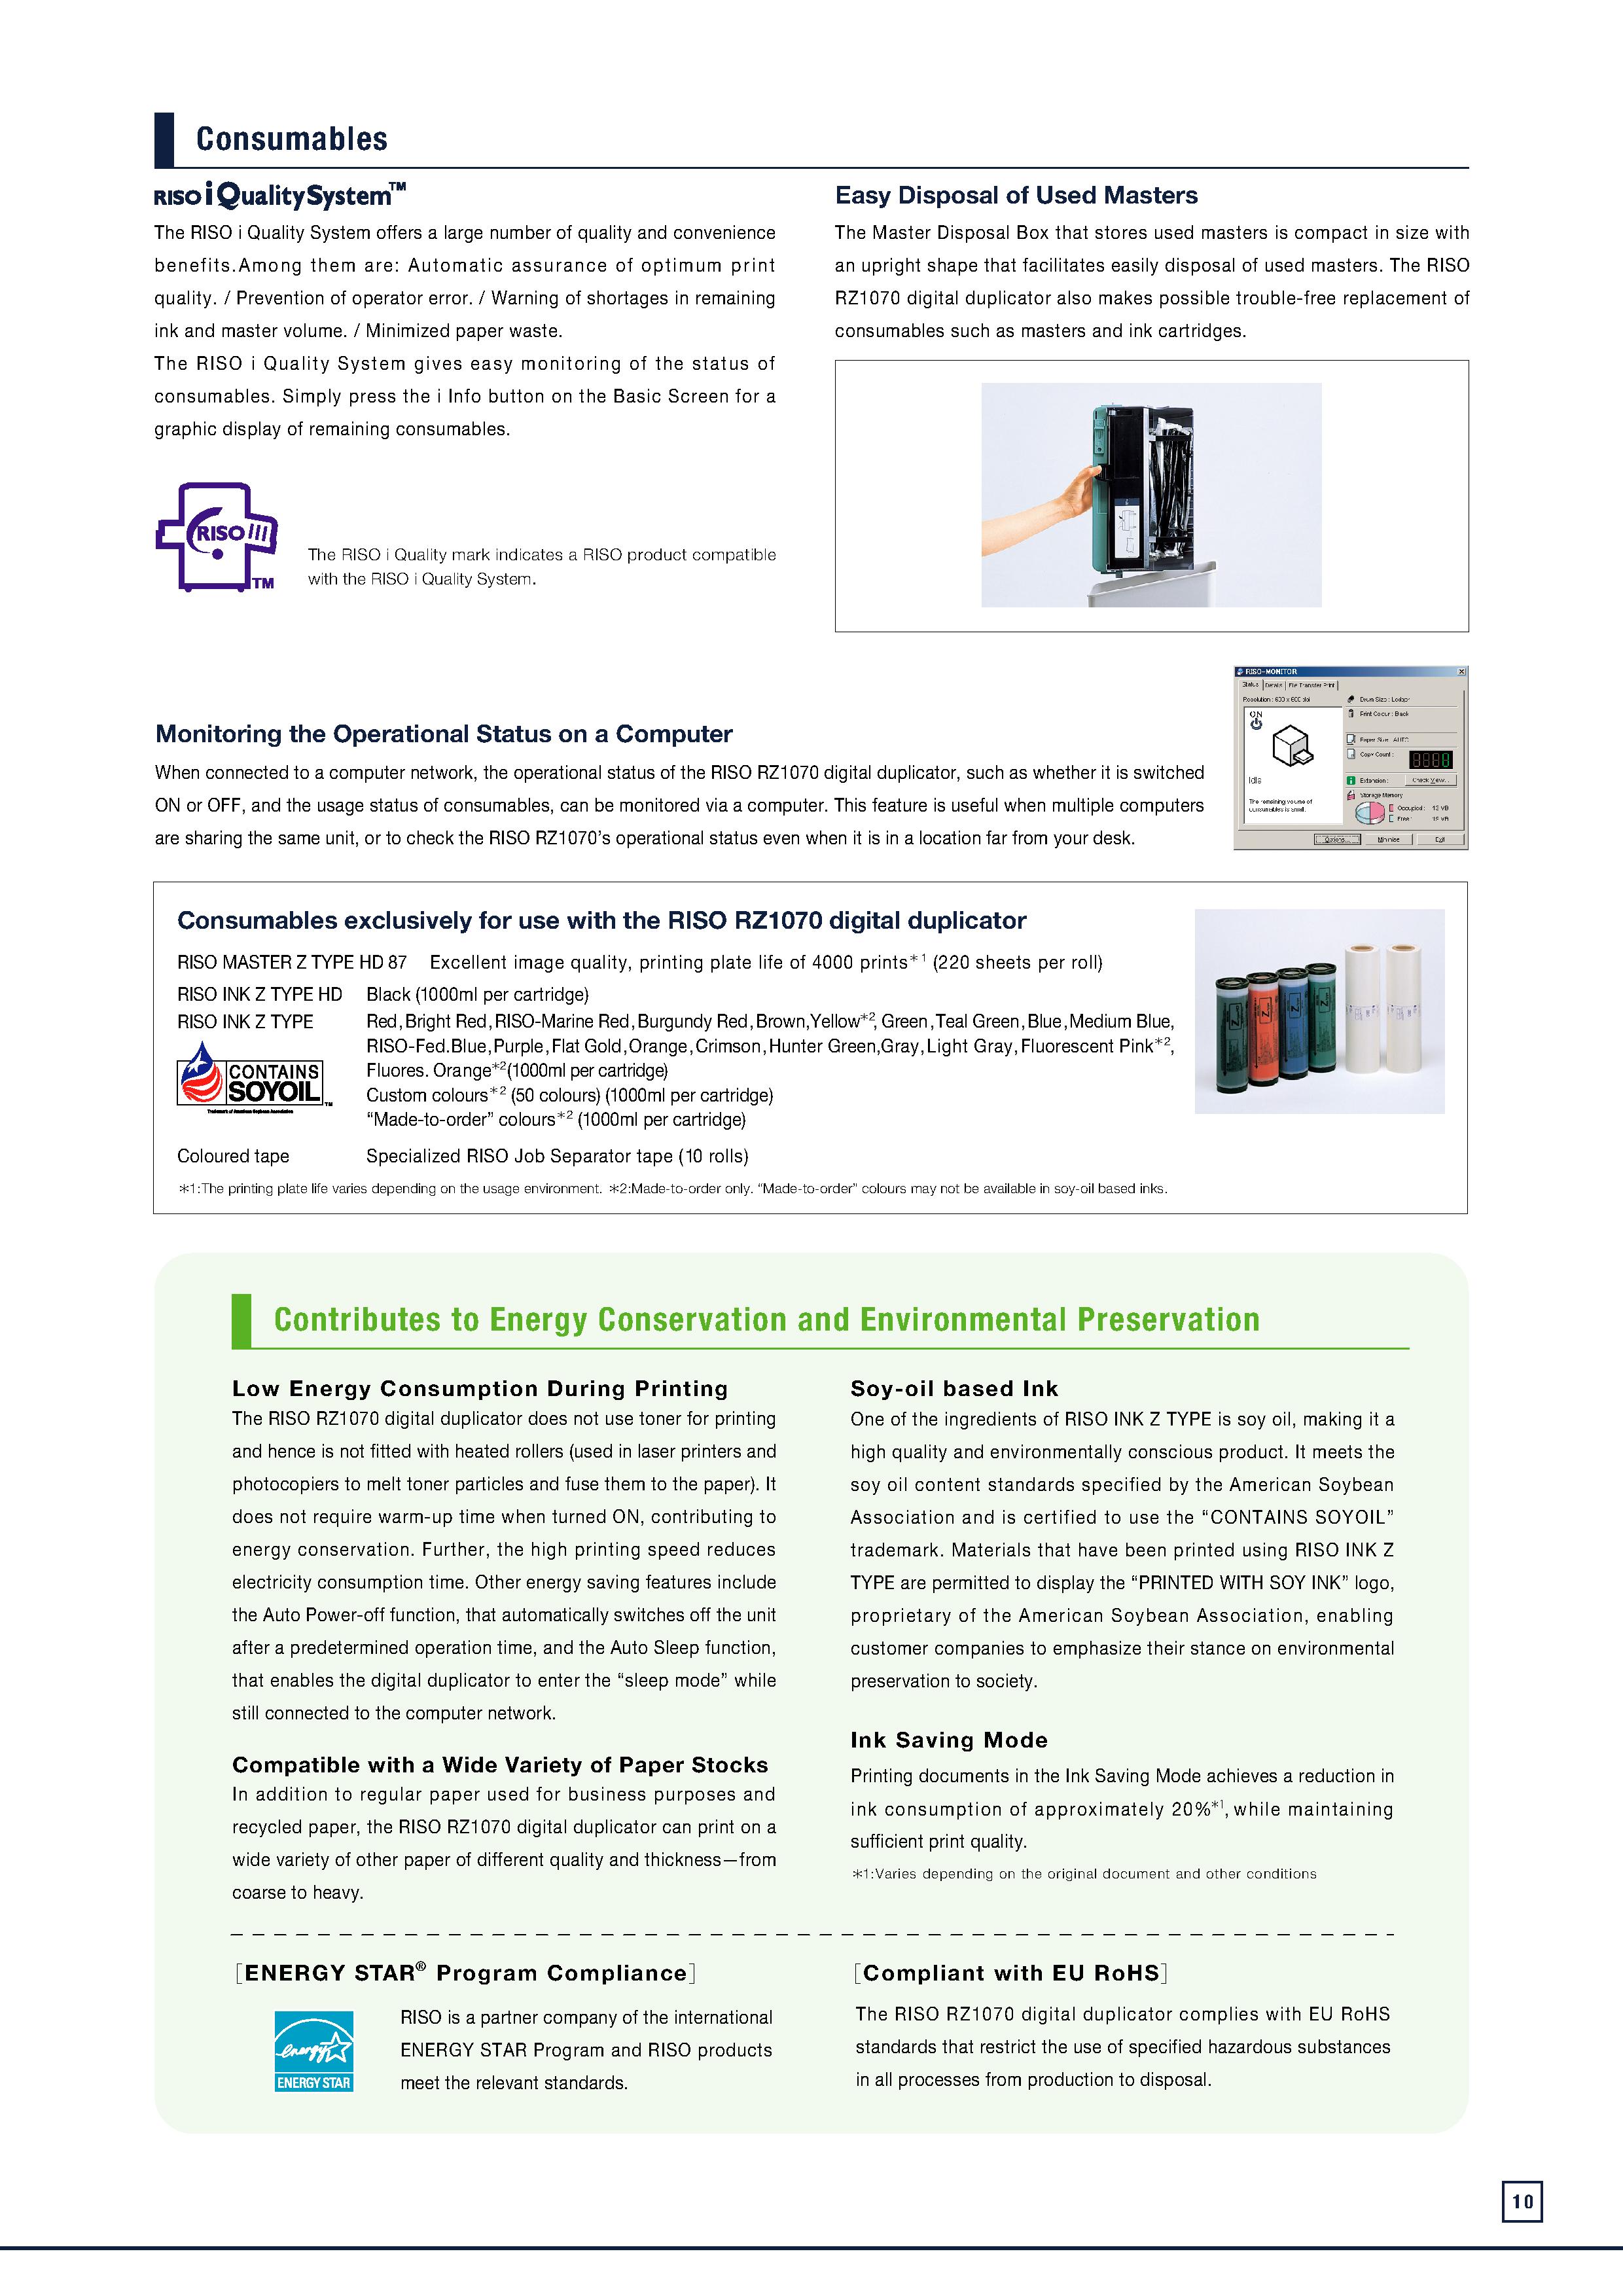 Consumables
RISO i Quality System™
The RISO i Quality System offers a large number of quality and convenience
benefits.Among them are: Automatic assurance of optimum print
quality. / Prevention of operator error. / Warning of shortages in remaining
ink and master volume. / Minimized paper waste.
The RISO i Quality System gives easy monitoring of the status of
consumables. Simply press the i Info button on the Basic Screen for a
graphic display of remaining consumables.
RISO
TM
The RISO i Quality mark indicates a RISO product compatible
with the RISO i Quality System.
Easy Disposal of Used Masters
The Master Disposal Box that stores used masters is compact in size with
an upright shape that facilitates easily disposal of used masters. The RISO
RZ1070 digital duplicator also makes possible trouble-free replacement of
consumables such as masters and ink cartridges.
Monitoring the Operational Status on a Computer
When connected to a computer network, the operational status of the RISO RZ1070 digital duplicator, such as whether it is switched
ON or OFF, and the usage status of consumables, can be monitored via a computer. This feature is useful when multiple computers
are sharing the same unit, or to check the RISO RZ1070's operational status even when it is in a location far from your desk.
RISO-MONITOR
Status Details File Transfer Print
Resolution : 600 x 600 dpi
ON
Idle
The remaining volume of
consumables is small.
Drum Size :
Print Colour : Black
Paper Size : AUTO
Copy Count :
Extension : Check View...
Storage Memory
Occupied :
Free :
Options... Minimise Exit
Consumables exclusively for use with the RISO RZ1070 digital duplicator
RISO MASTER Z TYPE HD 87 Excellent image quality, printing plate life of 4000 prints*1 (220 sheets per roll)
RISO INK Z TYPE HD Black (1000ml per cartridge)
RISO INK Z TYPE Red,Bright Red,RISO-Marine Red,Burgundy Red,Brown,Yellow*2, Green,Teal Green,Blue,Medium Blue,
RISO-Fed.Blue,Purple,Flat Gold,Orange,Crimson,Hunter Green,Gray,Light Gray,Fluorescent Pink*2,
Fluores. Orange*2(1000ml per cartridge)
Custom colours*2 (50 colours) (1000ml per cartridge)
“Made-to-order” colours*2 (1000ml per cartridge)
CONTAINS
SOYOIL™
Trademark of American Soybean Association
Coloured tape Specialized RISO Job Separator tape (10 rolls)
*1:The printing plate life varies depending on the usage environment. *2:Made-to-order only. “Made-to-order” colours may not be available in soy-oil based inks.
Contributes to Energy Conservation and Environmental Preservation
Low Energy Consumption During Printing
The RISO RZ1070 digital duplicator does not use toner for printing
and hence is not fitted with heated rollers (used in laser printers and
photocopiers to melt toner particles and fuse them to the paper). It
does not require warm-up time when turned ON, contributing to
energy conservation. Further, the high printing speed reduces
electricity consumption time. Other energy saving features include
the Auto Power-off function, that automatically switches off the unit
after a predetermined operation time, and the Auto Sleep function,
that enables the digital duplicator to enter the “sleep mode” while
still connected to the computer network.
Compatible with a Wide Variety of Paper Stocks
In addition to regular paper used for business purposes and
recycled paper, the RISO RZ1070 digital duplicator can print on a
wide variety of other paper of different quality and thickness—from
coarse to heavy.
Soy-oil based Ink
One of the ingredients of RISO INK Z TYPE is soy oil, making it a
high quality and environmentally conscious product. It meets the
soy oil content standards specified by the American Soybean
Association and is certified to use the “CONTAINS SOYOIL”
trademark. Materials that have been printed using RISO INK Z
TYPE are permitted to display the “PRINTED WITH SOY INK” logo,
proprietary of the American Soybean Association, enabling
customer companies to emphasize their stance on environmental
preservation to society.
Ink Saving Mode
Printing documents in the Ink Saving Mode achieves a reduction in
ink consumption of approximately 20%*1, while maintaining
sufficient print quality.
*1:Varies depending on the original document and other conditions
[ENERGY STAR® Program Compliance]
energy
ENERGY STAR
RISO is a partner company of the international
ENERGY STAR Program and RISO products
meet the relevant standards.
[Compliant with EU RoHS]
The RISO RZ1070 digital duplicator complies with EU RoHS
standards that restrict the use of specified hazardous substances
in all processes from production to disposal.
10